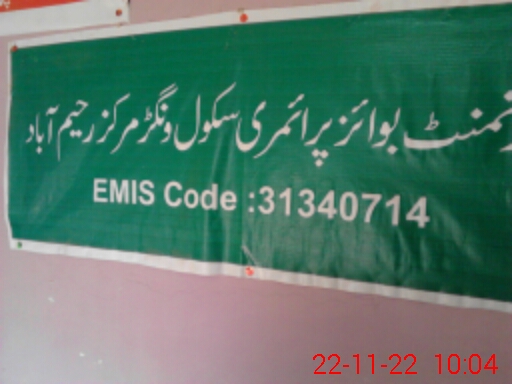 نمنٹ بوائز پرائمری سکول ونگڑ مرکز رحیم آباد
EMIS Code :31340714
22-11-22 10:04